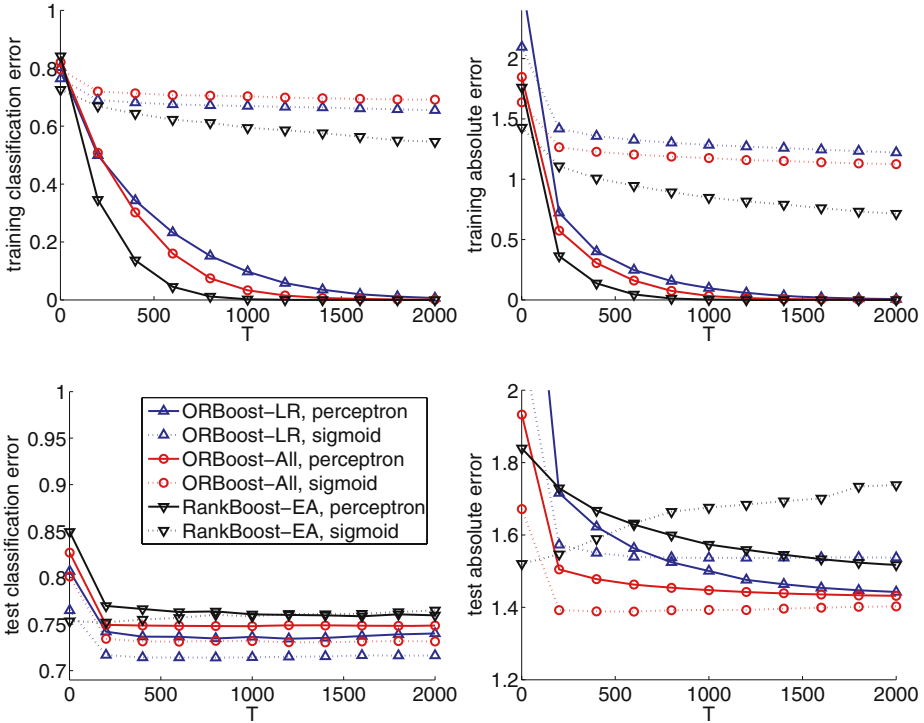 training classification error
1
0.8
0.6
0.4
0.2
0
0 500 1000 1500 2000
T
training absolute error
2
1.5
1
0.5
0
0 500 1000 1500 2000
T
test classification error
1
0.95
0.9
0.85
0.8
0.75
0.7
0 500 1000 1500 2000
T
ORBoost−LR, perceptron
ORBoost−LR, sigmoid
ORBoost−All, perceptron
ORBoost−All, sigmoid
RankBoost−EA, perceptron
RankBoost−EA, sigmoid
test absolute error
2
1.8
1.6
1.4
1.2
0 500 1000 1500 2000
T